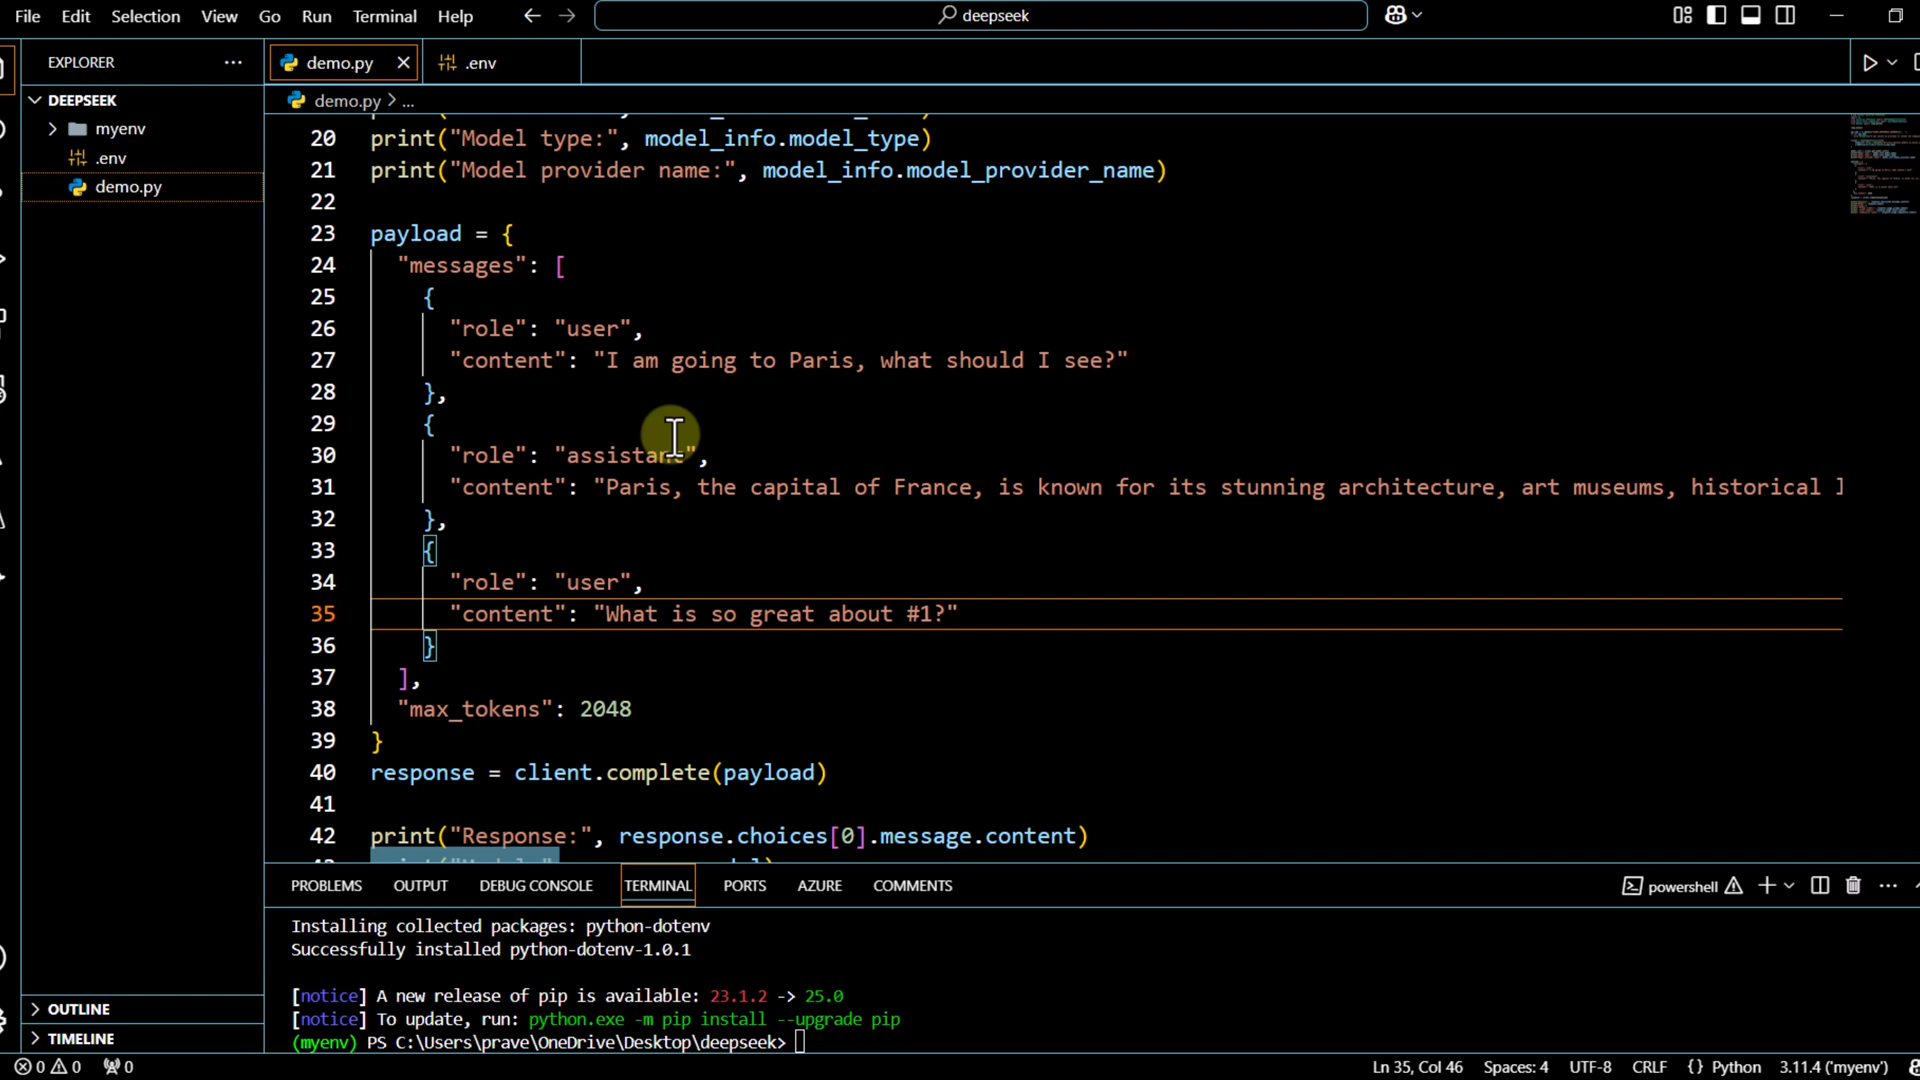 File Edit Selection View Go Run Terminal Help deepseek
EXPLORER
demo.py
.env
DEEPSEEK
myenv
.env
demo.py
OUTLINE
TIMELINE
demo.py > ...
20 print("Model type:", model_info.model_type)
21 print("Model provider name:", model_info.model_provider_name)
22
23 payload = {
24 "messages": [
25 {
26 "role": "user",
27 "content": "I am going to Paris, what should I see?"
28 },
29 {
30 "role": "assistant",
31 "content": "Paris, the capital of France, is known for its stunning architecture, art museums, historical
32 },
33 {
34 "role": "user",
35 "content": "What is so great about #1?"
36 }
37 ],
38 "max_tokens": 2048
39 }
40 response = client.complete(payload)
41
42 print("Response:", response.choices[0].message.content)
PROBLEMS OUTPUT DEBUG CONSOLE TERMINAL PORTS AZURE COMMENTS powershell
Installing collected packages: python-dotenv
Successfully installed python-dotenv-1.0.1
[notice] A new release of pip is available: 23.1.2 -> 25.0
[notice] To update, run: python.exe -m pip install --upgrade pip
(myenv) PS C:\Users\prave\OneDrive\Desktop\deepseek>
0 0 0 Ln 35, Col 46 Spaces: 4 UTF-8 CRLF {} Python 3.11.4 ('myenv')